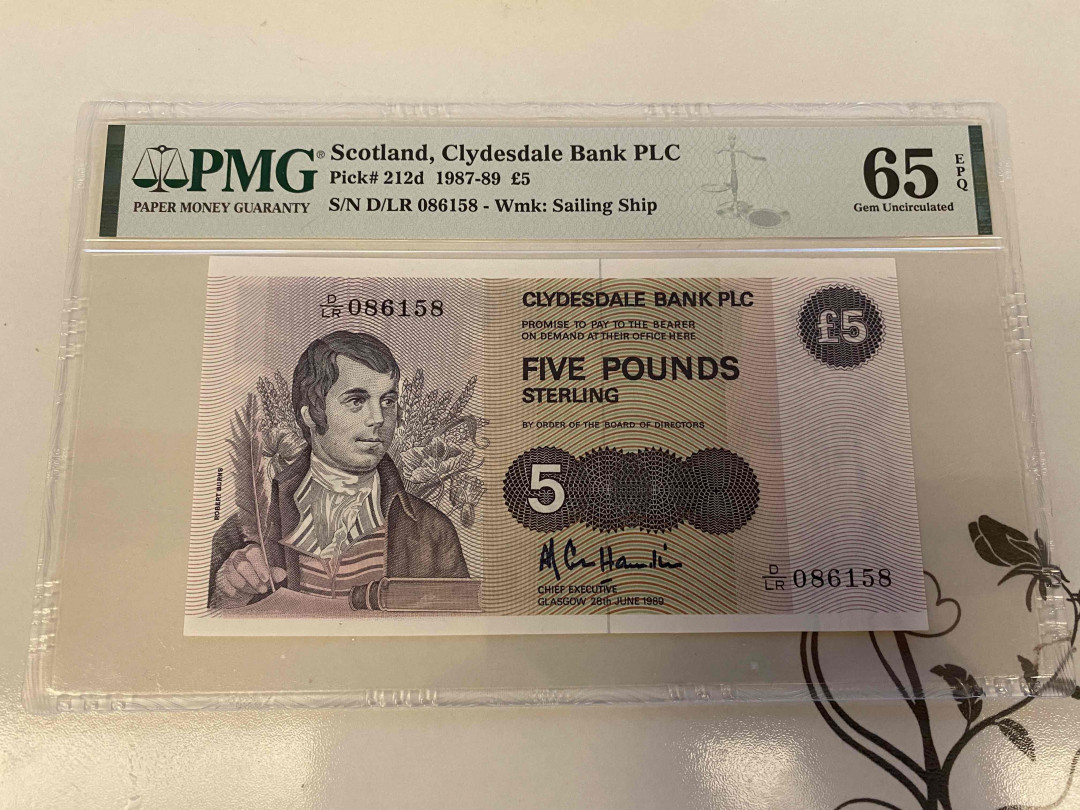 PMG®
PAPER MONEY GUARANTY
Scotland, Clydesdale Bank PLC
Pick# 212d 1987-89 £5
S/N D/LR 086158 - Wmk: Sailing Ship
65 EPQ
Gem Uncirculated
D/LR 086158
CLYDESDALE BANK PLC
£5
PROMISE TO PAY TO THE BEARER
ON DEMAND AT THEIR OFFICE HERE
FIVE POUNDS
STERLING
BY ORDER OF THE BOARD OF DIRECTORS
5
ROBERT BURNS
CHIEF EXECUTIVE
GLASGOW 28th JUNE 1989
D/LR 086158